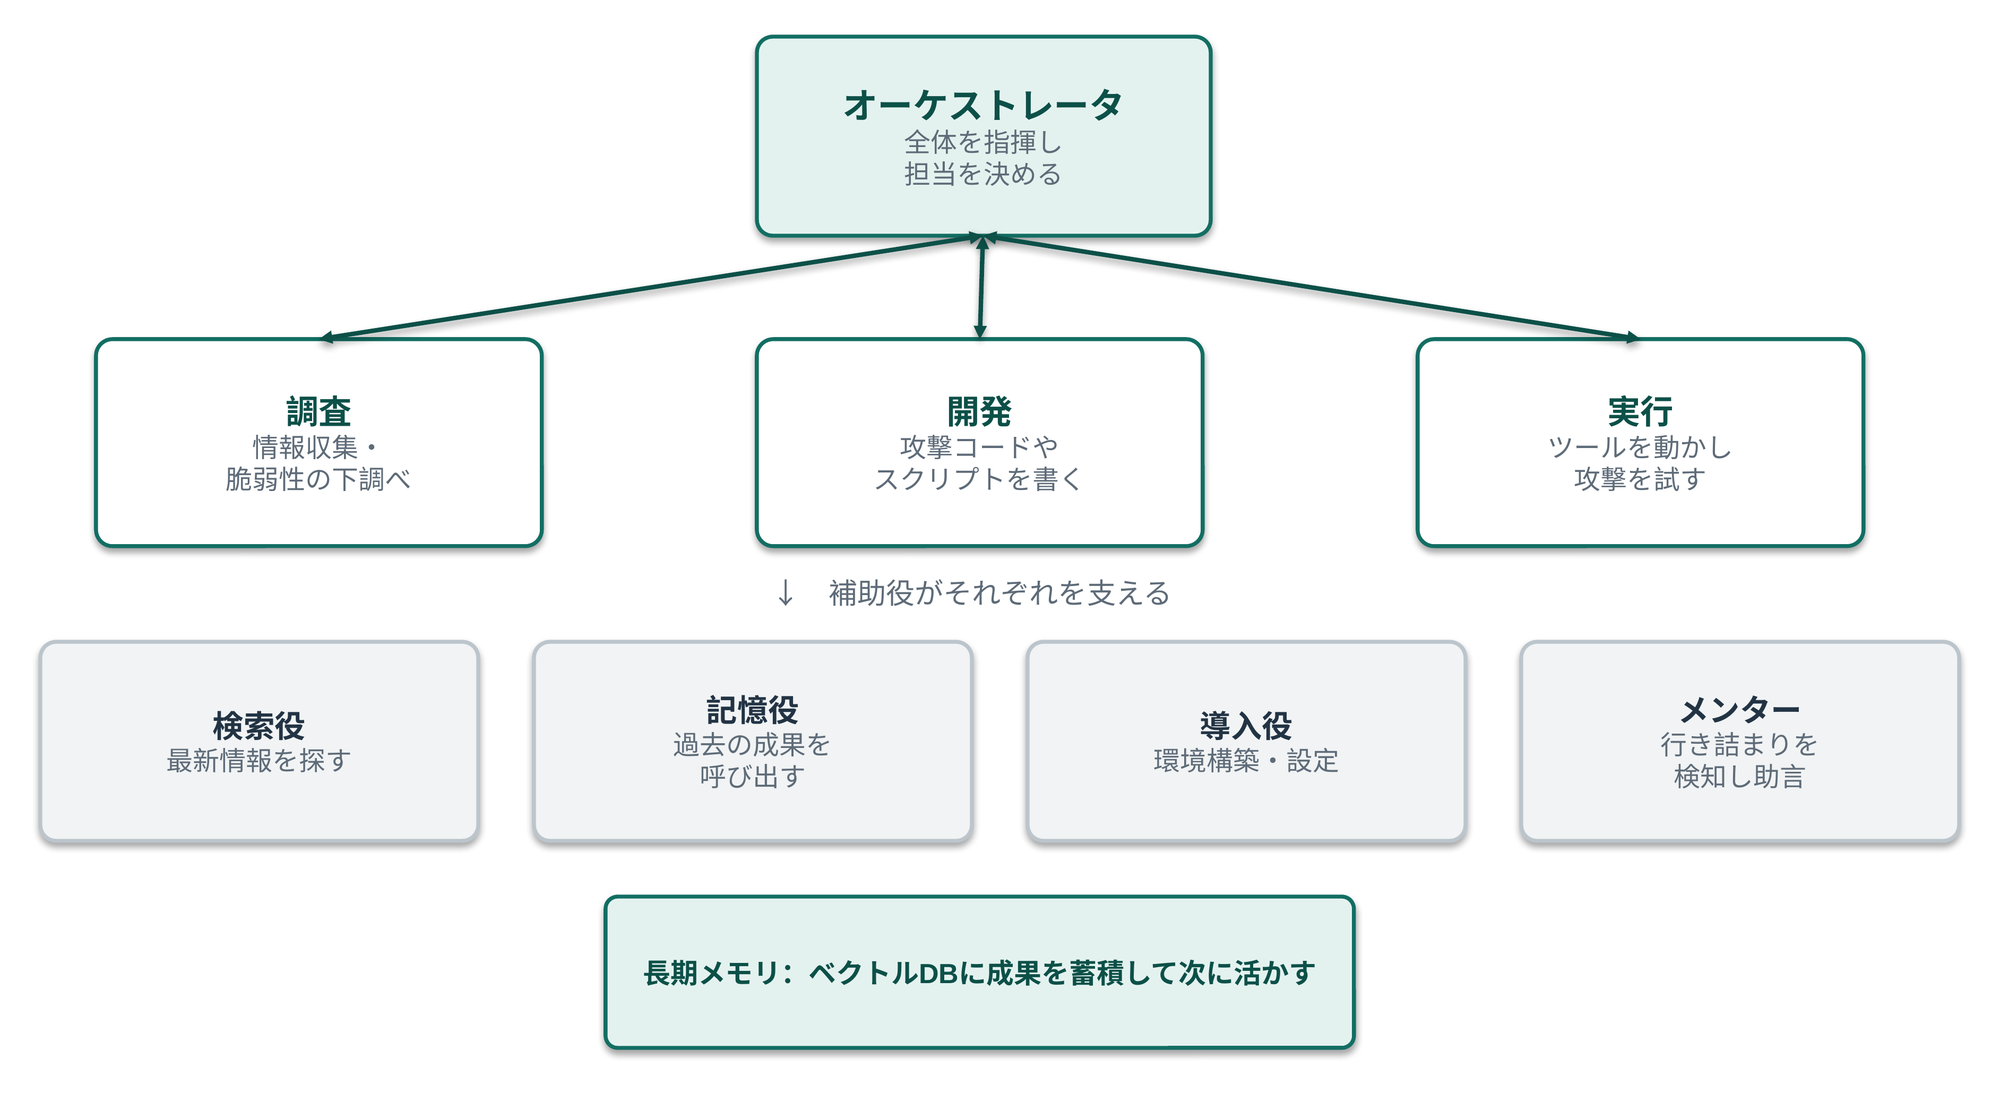 オーケストレータ
全体を指揮し
担当を決める
調査
情報収集・
脆弱性の下調べ
開発
攻撃コードや
スクリプトを書く
実行
ツールを動かし
攻撃を試す
↓　補助役がそれぞれを支える
検索役
最新情報を探す
記憶役
過去の成果を
呼び出す
導入役
環境構築・設定
メンター
行き詰まりを
検知し助言
長期メモリ：ベクトルDBに成果を蓄積して次に活かす